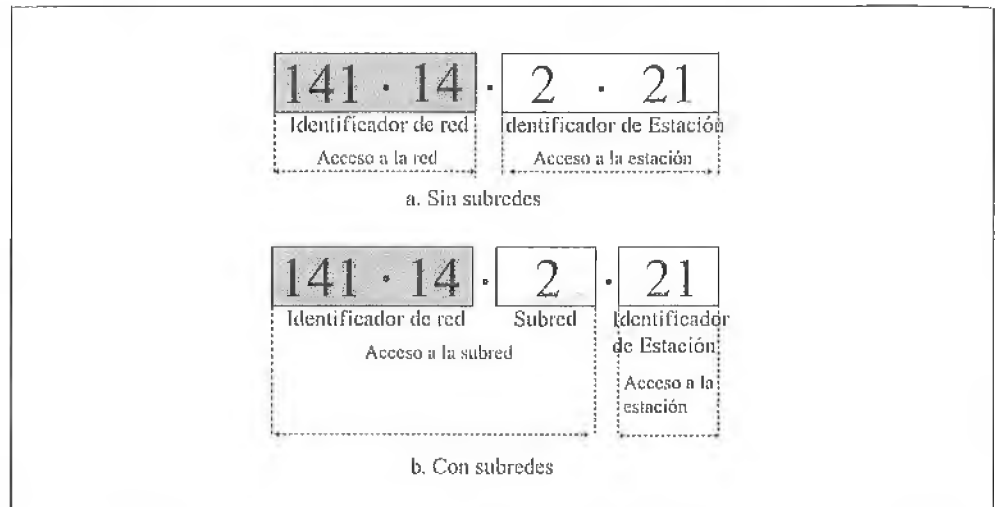 141 . 14 . 2 . 21
Identificador de red Identificador de Estación
Acceso a la red Acceso a la estación
a. Sin subredes
141 . 14 . 2 . 21
Identificador de red Subred Identificador
de Estación
Acceso a la subred
Acceso a la
estación
b. Con subredes